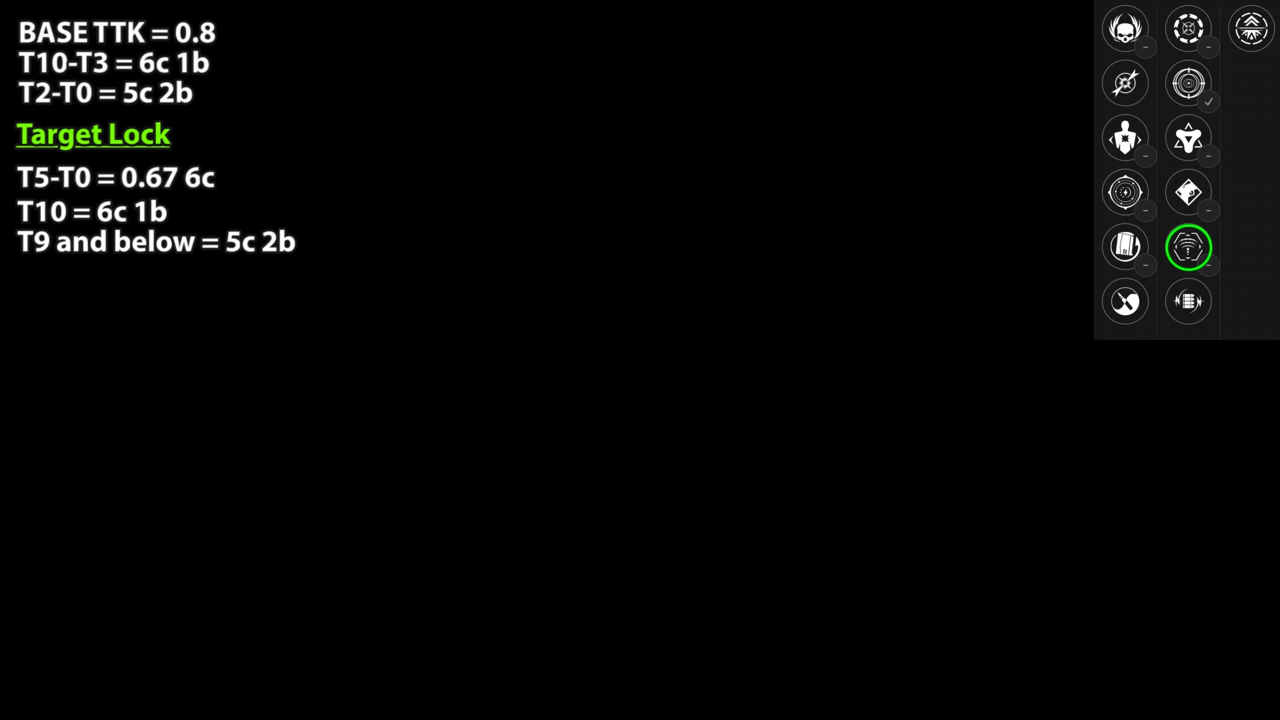 BASE TTK = 0.8
T10-T3 = 6c 1b
T2-T0 = 5c 2b
Target Lock
T5-T0 = 0.67 6c
T10 = 6c 1b
T9 and below = 5c 2b